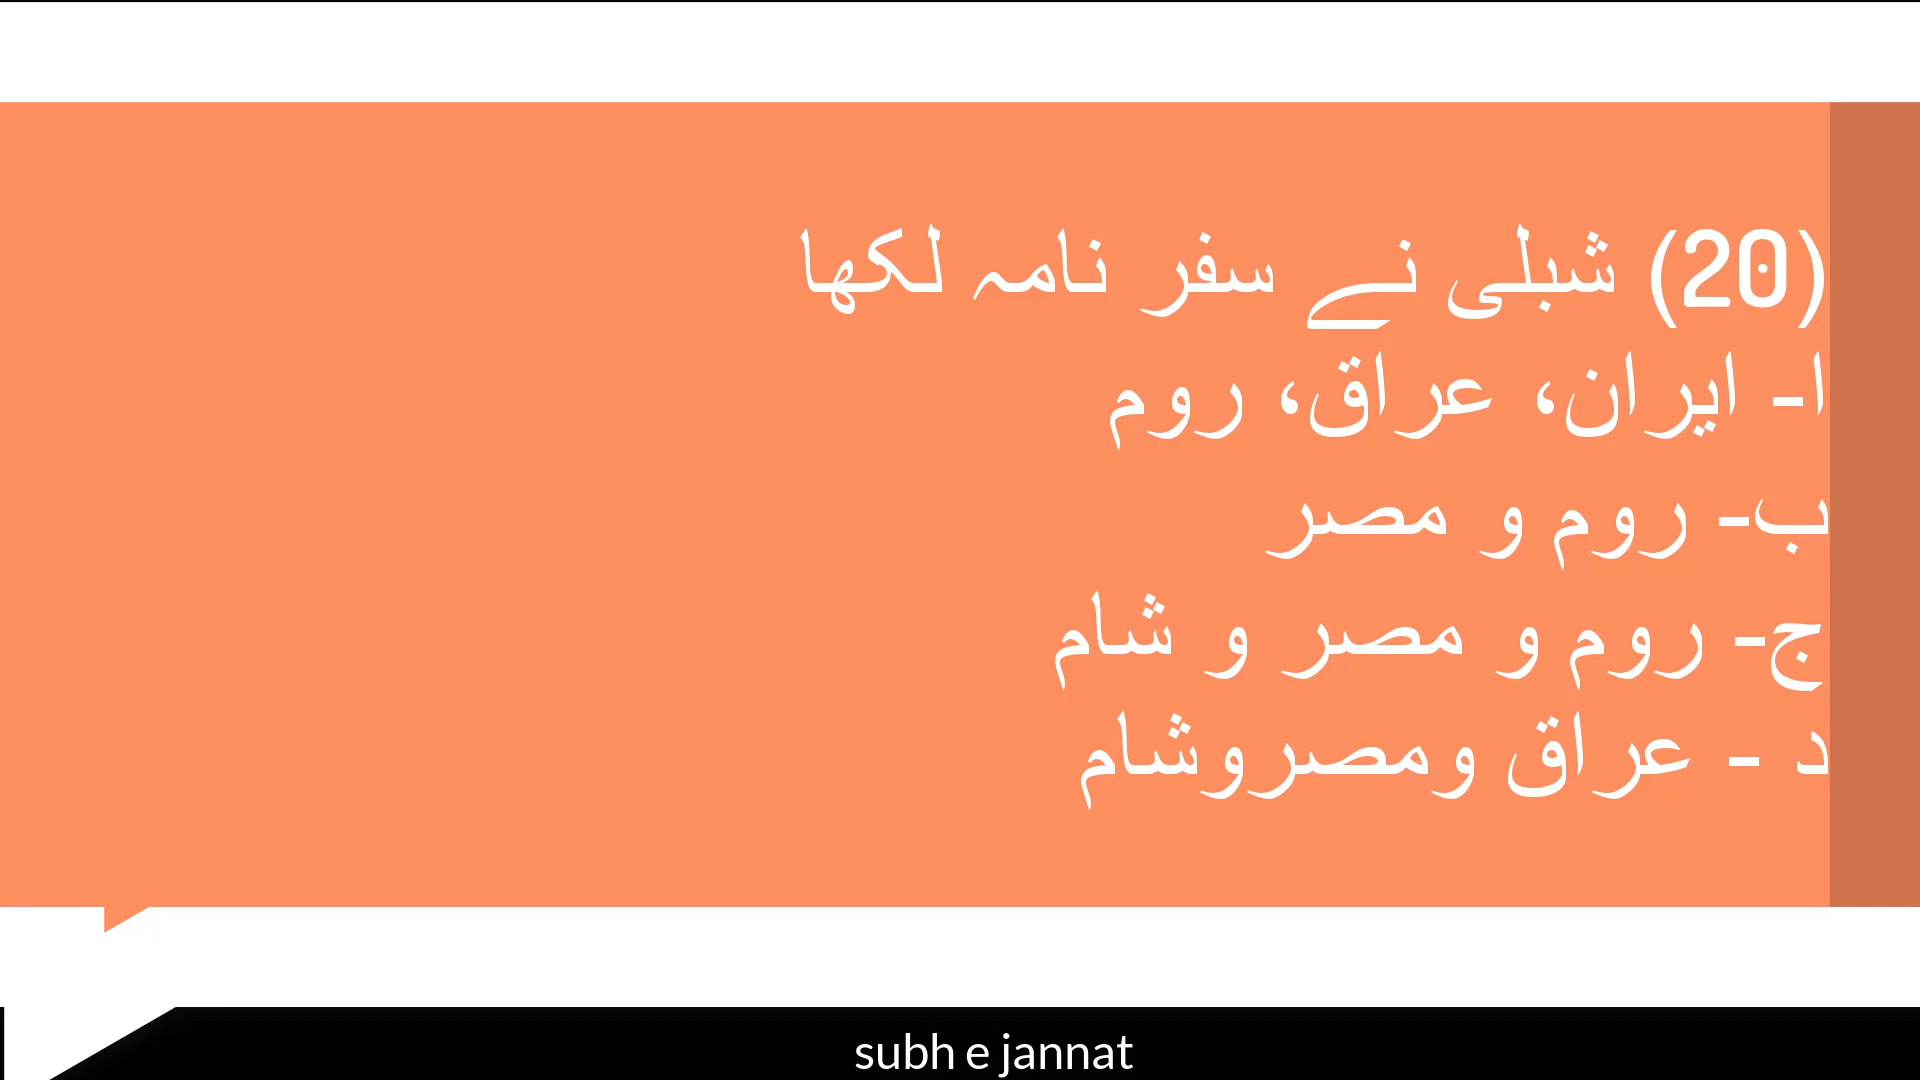 (20) شبلی نے سفر نامہ لکھا
ا- ایران، عراق، روم
ب- روم و مصر
ج- روم و مصر و شام
د - عراق ومصروشام
subh e jannat